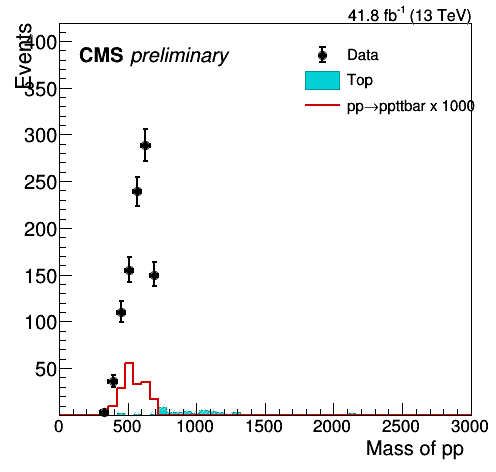 41.8 fb⁻¹ (13 TeV)
CMS preliminary
Data
Top
pp→ppttbar x 1000
Events
400
350
300
250
200
150
100
50
0 500 1000 1500 2000 2500 3000
Mass of pp